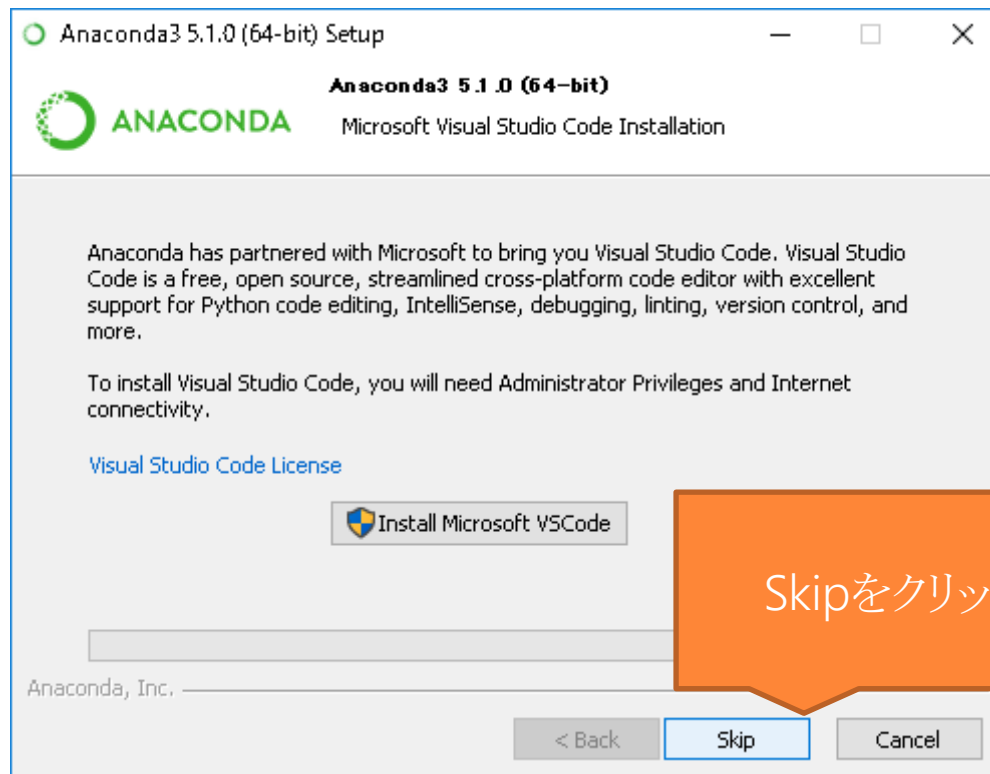 Anaconda3 5.1.0 (64-bit) Setup
Anaconda3 5.1.0 (64-bit)
ANACONDA
Microsoft Visual Studio Code Installation
Anaconda has partnered with Microsoft to bring you Visual Studio Code. Visual Studio
Code is a free, open source, streamlined cross-platform code editor with excellent
support for Python code editing, IntelliSense, debugging, linting, version control, and
more.
To install Visual Studio Code, you will need Administrator Privileges and Internet
connectivity.
Visual Studio Code License
Install Microsoft VSCode
Skipをクリッ
Anaconda, Inc.
< Back
Skip
Cancel